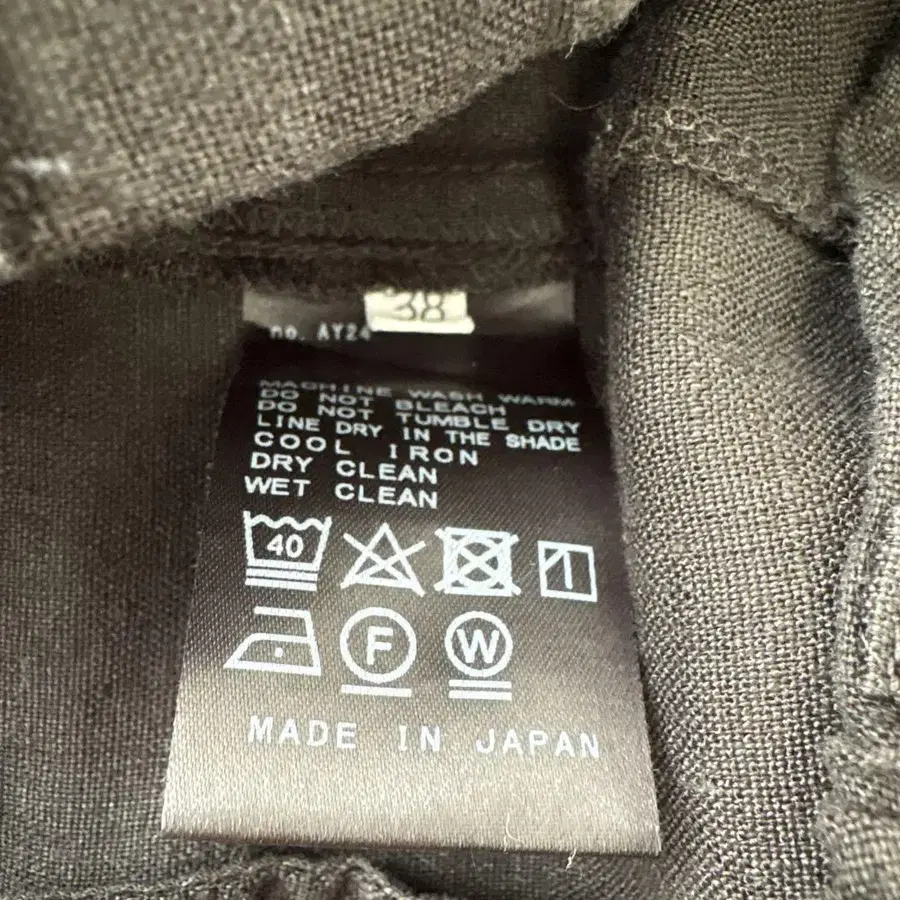 38
no. AY24
MACHINE WASH WARM
DO NOT BLEACH
DO NOT TUMBLE DRY
LINE DRY IN THE SHADE
COOL IRON
DRY CLEAN
WET CLEAN
40
F W
MADE IN JAPAN